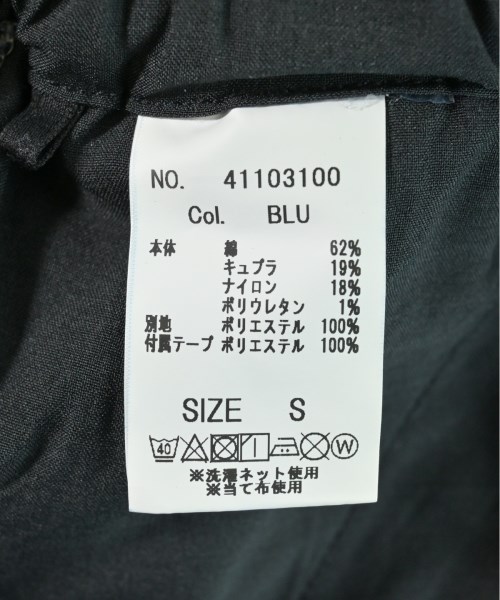 NO. 41103100
Col. BLU
本体 綿 62%
キュプラ 19%
ナイロン 18%
ポリウレタン 1%
別地 ポリエステル 100%
付属テープ ポリエステル 100%
SIZE S
40 W
※洗濯ネット使用
※当て布使用